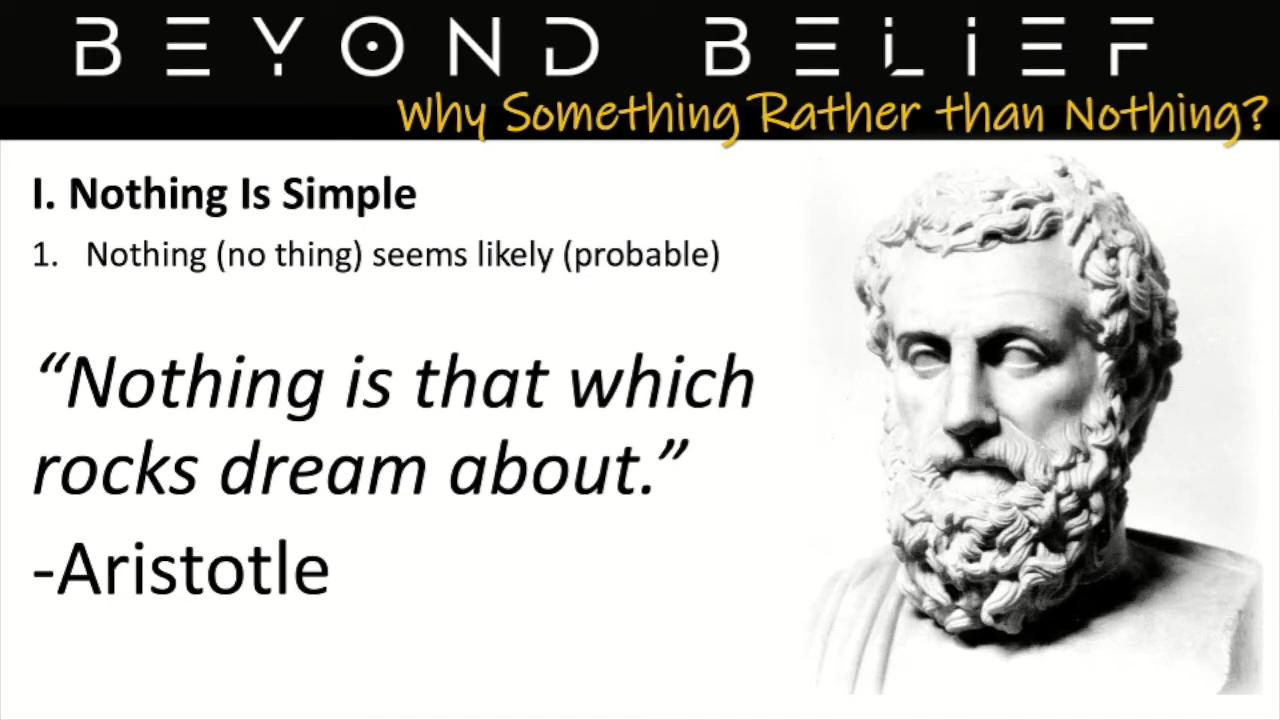 BEYOND BELIEF
Why Something Rather than Nothing?
I. Nothing Is Simple
1. Nothing (no thing) seems likely (probable)
“Nothing is that which
rocks dream about.”
-Aristotle